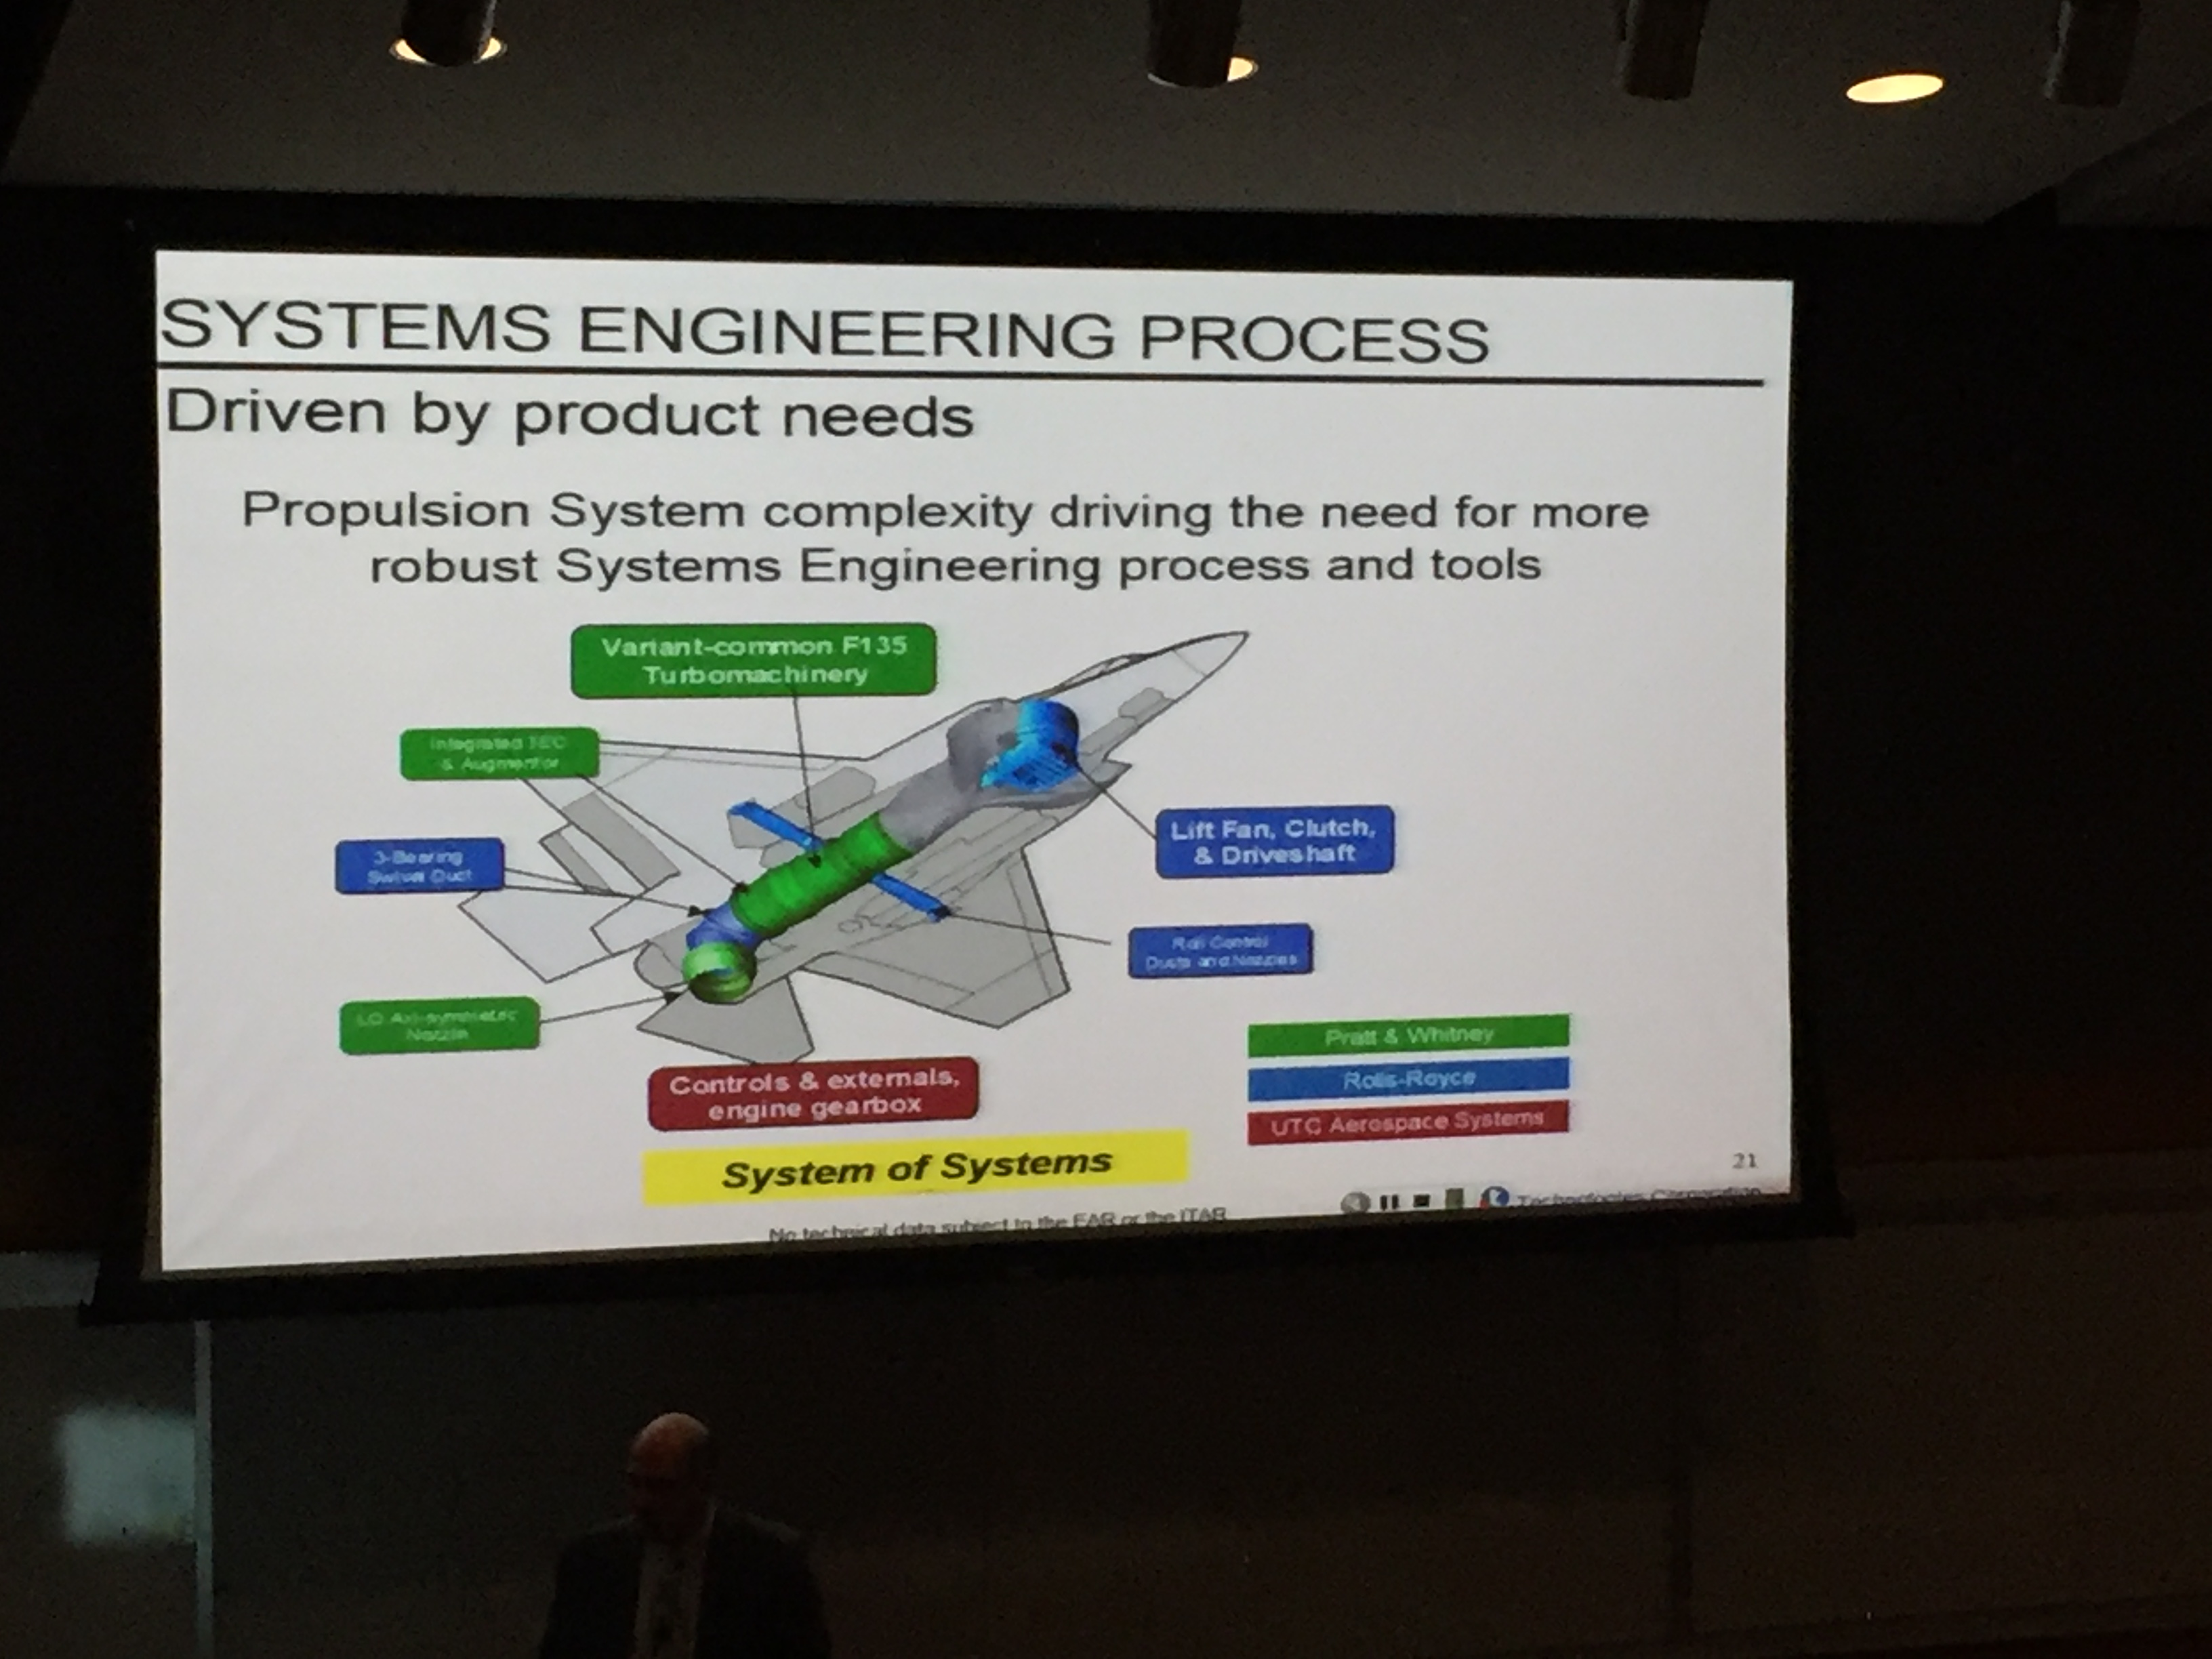 SYSTEMS ENGINEERING PROCESS
Driven by product needs
Propulsion System complexity driving the need for more
robust Systems Engineering process and tools
Variant-common F135
Turbomachinery
Integrated TEC
& Augmentor
3-Bearing
Swivel Duct
Lift Fan, Clutch,
& Driveshaft
Roll Control
Ducts and Nozzles
LO Axi-symmetric
Nozzle
Controls & externals,
engine gearbox
Pratt & Whitney
Rolls-Royce
UTC Aerospace Systems
System of Systems
21
No technical data subject to the EAR or the ITAR
Technologies Corporation